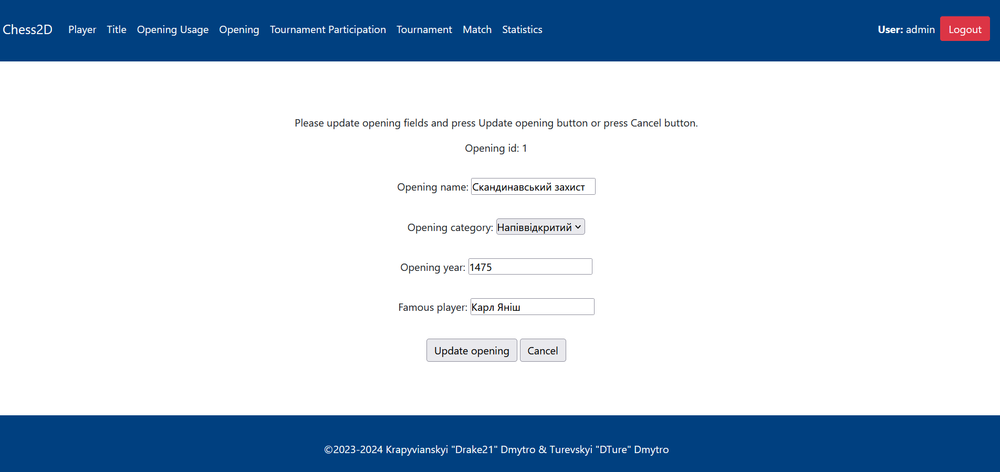 Chess2D Player Title Opening Usage Opening Tournament Participation Tournament Match Statistics User: admin Logout
Please update opening fields and press Update opening button or press Cancel button.
Opening id: 1
Opening name: Скандинавський захист
Opening category: Напіввідкритий
Opening year: 1475
Famous player: Карл Яніш
Update opening Cancel
©2023-2024 Krapyvianskyi "Drake21" Dmytro & Turevskyi "DTure" Dmytro